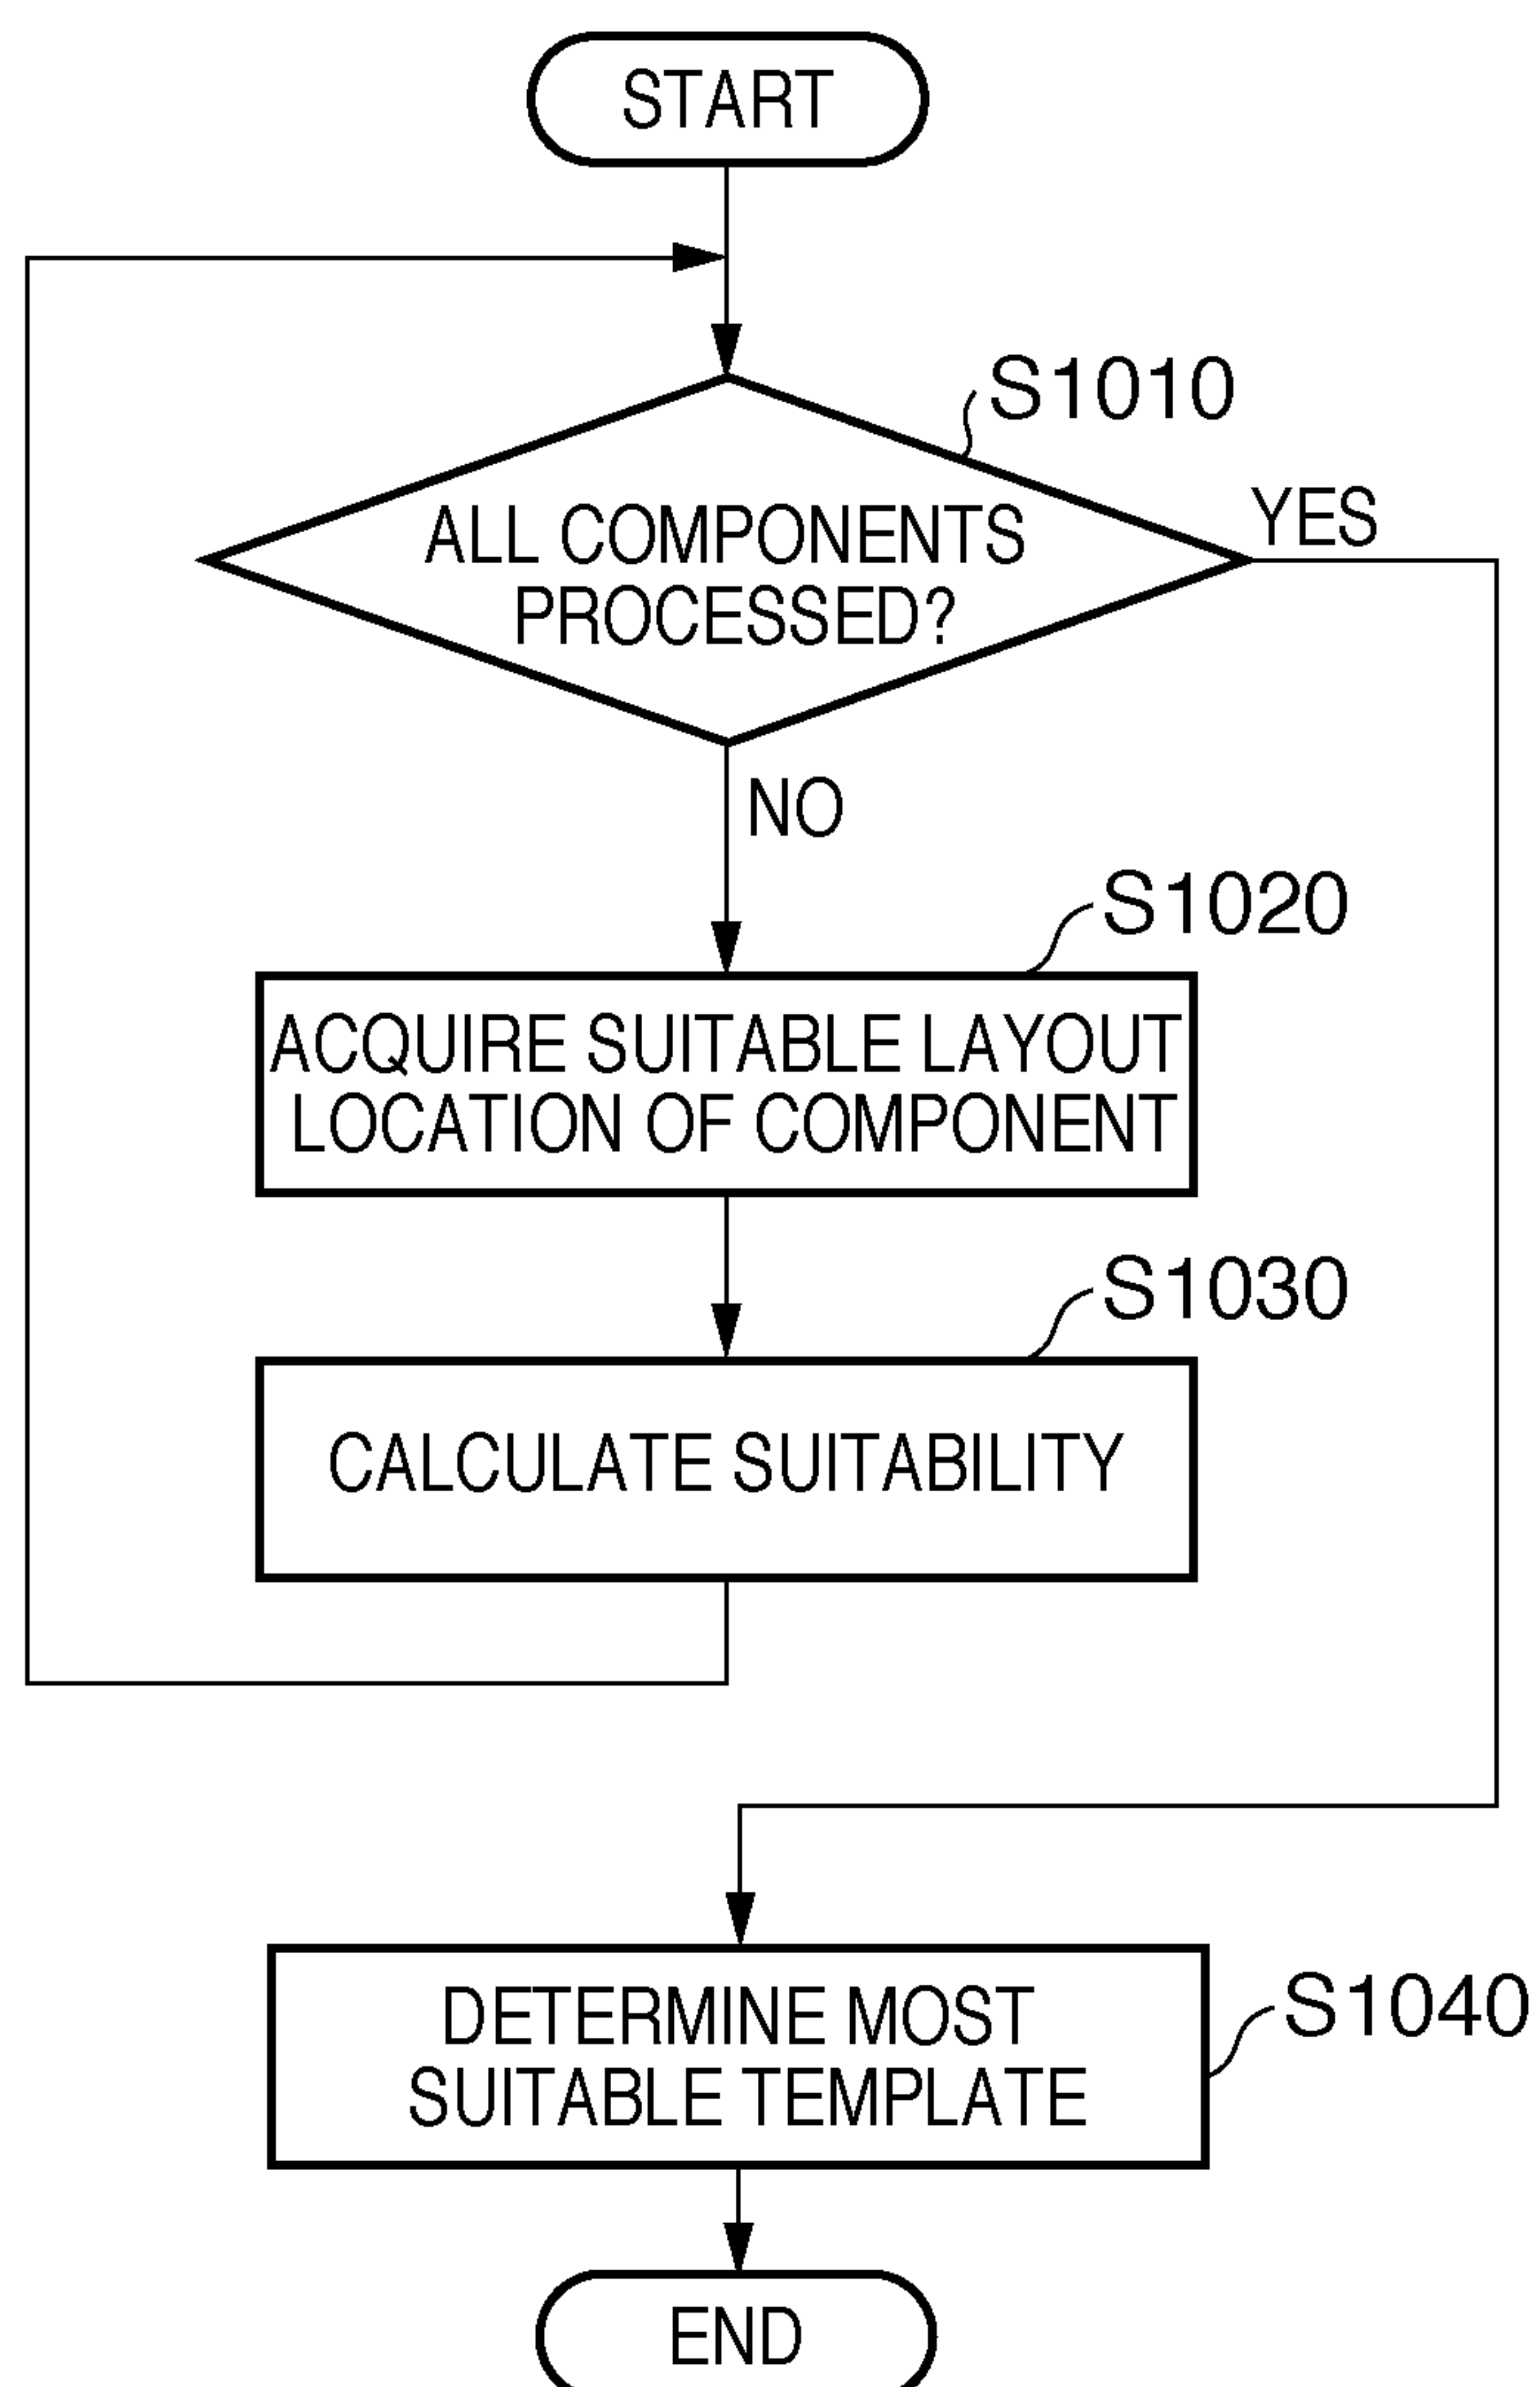 START
S1010
ALL COMPONENTS
PROCESSED?
YES
NO
S1020
ACQUIRE SUITABLE LAYOUT
LOCATION OF COMPONENT
S1030
CALCULATE SUITABILITY
DETERMINE MOST
SUITABLE TEMPLATE
S1040
END